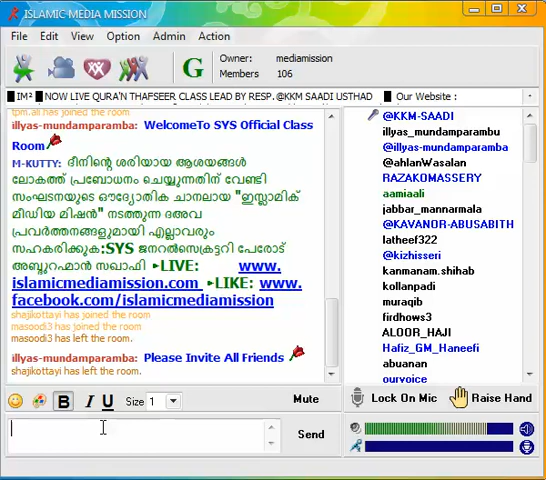 ISLAMIC MEDIA MISSION
File Edit View Option Admin Action
G
Owner:
mediamission
Members 106
IM² NOW LIVE QURA'N THAFSEER CLASS LEAD BY RESP.@KKM SAADI USTHAD Our Website :
tpm.ali has joined the room
illyas-mundamparamba: WelcomeTo SYS Official Class
Room
M-KUTTY: ദീനിന്റെ ശരിയായ ആശയങ്ങള്‍
ലോകത്ത് പ്രബോധനം ചെയ്യുന്നതിന് വേണ്ടി
സംഘടനയുടെ ഔദ്യോതിക ചാനലായ "ഇസ്ലാമിക്
മീഡിയ മിഷന്‍" നടത്തുന്ന ദഅവ
പ്രവര്‍ത്തനങ്ങളുമായി എല്ലാവരും
സഹകരിക്കുക:SYS ജനറല്‍സെക്രട്ടറി പേരോട്
അബ്ദുറഹ്മാന്‍ സഖാഫി ►LIVE: www.
islamicmediamission.com ►LIKE: www.
facebook.com/islamicmediamission
shajikottayi has joined the room
masoodi3 has joined the room
masoodi3 has left the room.
illyas-mundamparamba: Please Invite All Friends
shajikottayi has left the room.
@KKM-SAADI
illyas_mundamparambu
@illyas-mundamparamba
@ahlanWasalan
RAZAKOMASSERY
aamiaali
jabbar_mannarmala
@KAVANOR-ABUSABITH
latheef322
@kizhisseri
kanmanam.shihab
kollanpadi
muraqib
firdhows3
ALOOR_HAJI
Hafiz_GM_Haneefi
abuanan
ourvoice
B I U Size 1 Mute
Lock On Mic Raise Hand
Send